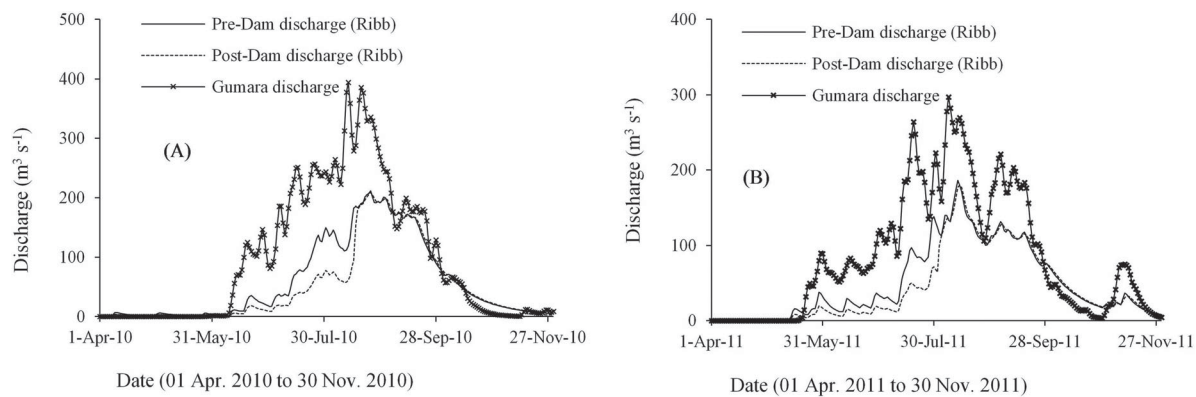 500
400
300
200
100
0
Discharge (m³ s⁻¹)
Pre-Dam discharge (Ribb)
Post-Dam discharge (Ribb)
Gumara discharge
(A)
1-Apr-10 31-May-10 30-Jul-10 28-Sep-10 27-Nov-10
Date (01 Apr. 2010 to 30 Nov. 2010)
400
300
200
100
0
Discharge (m³ s⁻¹)
Pre-Dam discharge (Ribb)
Post-Dam discharge (Ribb)
Gumara discharge
(B)
1-Apr-11 31-May-11 30-Jul-11 28-Sep-11 27-Nov-11
Date (01 Apr. 2011 to 30 Nov. 2011)